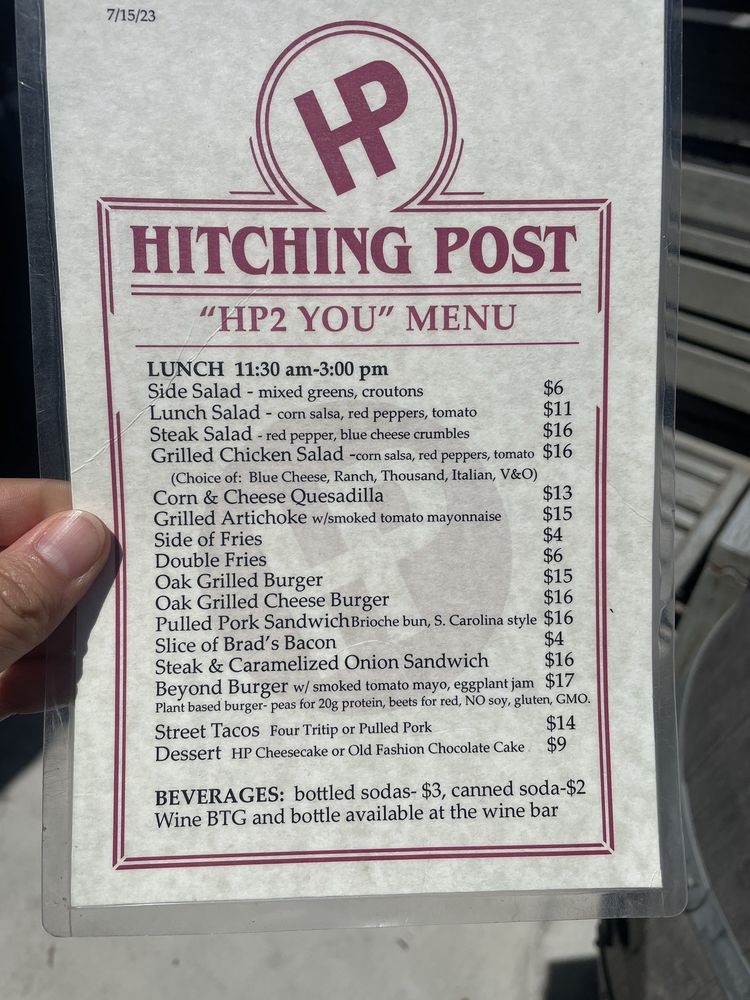 7/15/23
HP
HITCHING POST
"HP2 YOU" MENU
LUNCH 11:30 am-3:00 pm
Side Salad - mixed greens, croutons $6
Lunch Salad - corn salsa, red peppers, tomato $11
Steak Salad - red pepper, blue cheese crumbles $16
Grilled Chicken Salad -corn salsa, red peppers, tomato $16
(Choice of: Blue Cheese, Ranch, Thousand, Italian, V&O)
Corn & Cheese Quesadilla $13
Grilled Artichoke w/smoked tomato mayonnaise $15
Side of Fries $4
Double Fries $6
Oak Grilled Burger $15
Oak Grilled Cheese Burger $16
Pulled Pork Sandwich Brioche bun, S. Carolina style $16
Slice of Brad's Bacon $4
Steak & Caramelized Onion Sandwich $16
Beyond Burger w/ smoked tomato mayo, eggplant jam $17
Plant based burger- peas for 20g protein, beets for red, NO soy, gluten, GMO.
Street Tacos Four Tritip or Pulled Pork $14
Dessert HP Cheesecake or Old Fashion Chocolate Cake $9
BEVERAGES: bottled sodas- $3, canned soda-$2
Wine BTG and bottle available at the wine bar